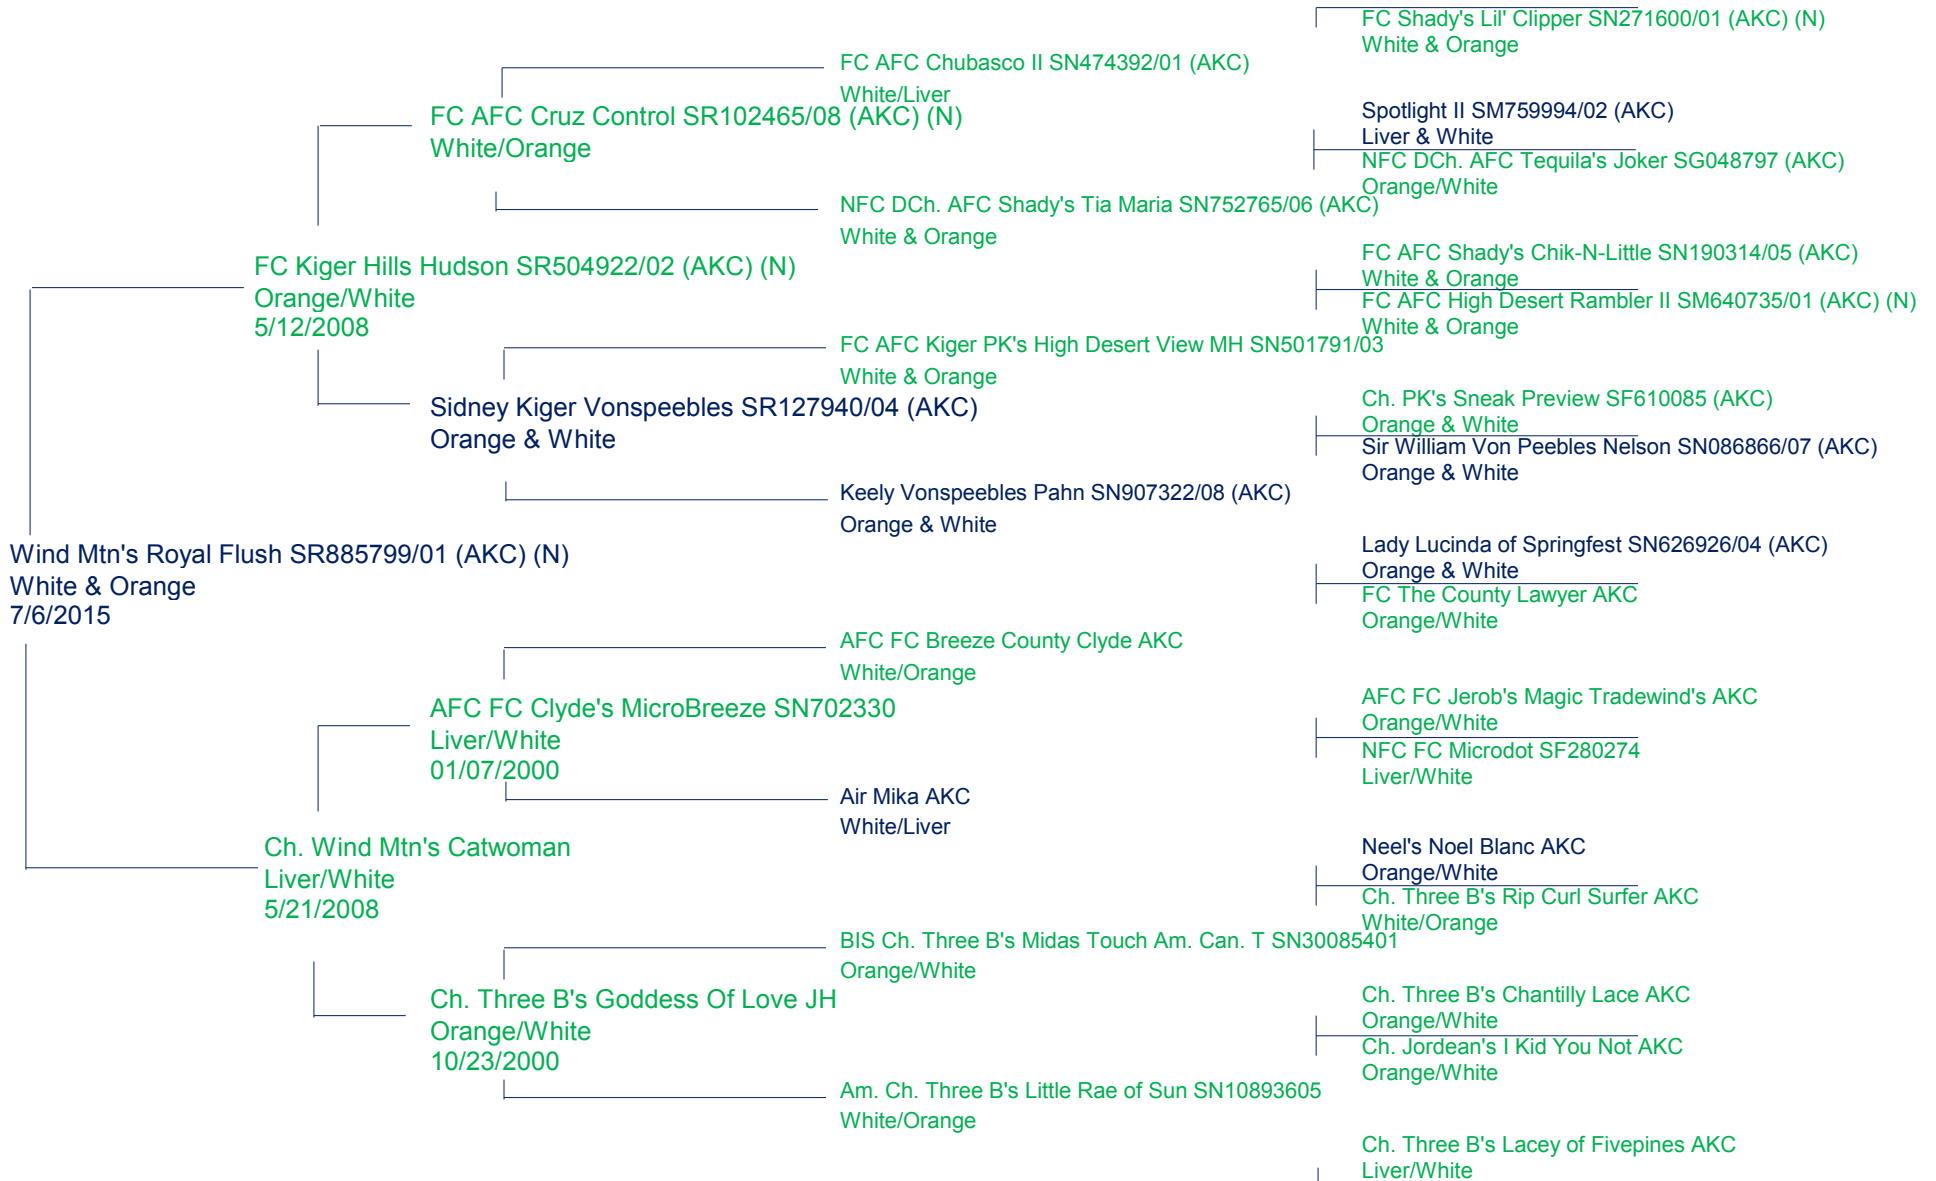 FC Shady's Lil' Clipper SN271600/01 (AKC) (N)
White & Orange
FC AFC Chubasco II SN474392/01 (AKC)
White/Liver
FC AFC Cruz Control SR102465/08 (AKC) (N)
White/Orange
Spotlight II SM759994/02 (AKC)
Liver & White
NFC DCh. AFC Tequila's Joker SG048797 (AKC)
Orange/White
NFC DCh. AFC Shady's Tia Maria SN752765/06 (AKC)
White & Orange
FC Kiger Hills Hudson SR504922/02 (AKC) (N)
Orange/White
5/12/2008
FC AFC Shady's Chik-N-Little SN190314/05 (AKC)
White & Orange
FC AFC High Desert Rambler II SM640735/01 (AKC) (N)
White & Orange
FC AFC Kiger PK's High Desert View MH SN501791/03
White & Orange
Sidney Kiger Vonspeebles SR127940/04 (AKC)
Orange & White
Ch. PK's Sneak Preview SF610085 (AKC)
Orange & White
Sir William Von Peebles Nelson SN086866/07 (AKC)
Orange & White
Keely Vonspeebles Pahn SN907322/08 (AKC)
Orange & White
Wind Mtn's Royal Flush SR885799/01 (AKC) (N)
White & Orange
7/6/2015
Lady Lucinda of Springfest SN626926/04 (AKC)
Orange & White
FC The County Lawyer AKC
Orange/White
AFC FC Breeze County Clyde AKC
White/Orange
AFC FC Clyde's MicroBreeze SN702330
Liver/White
01/07/2000
AFC FC Jerob's Magic Tradewind's AKC
Orange/White
NFC FC Microdot SF280274
Liver/White
Air Mika AKC
White/Liver
Ch. Wind Mtn's Catwoman
Liver/White
5/21/2008
Neel's Noel Blanc AKC
Orange/White
Ch. Three B's Rip Curl Surfer AKC
White/Orange
BIS Ch. Three B's Midas Touch Am. Can. T SN30085401
Orange/White
Ch. Three B's Goddess Of Love JH
Orange/White
10/23/2000
Ch. Three B's Chantilly Lace AKC
Orange/White
Ch. Jordean's I Kid You Not AKC
Orange/White
Am. Ch. Three B's Little Rae of Sun SN10893605
White/Orange
Ch. Three B's Lacey of Fivepines AKC
Liver/White